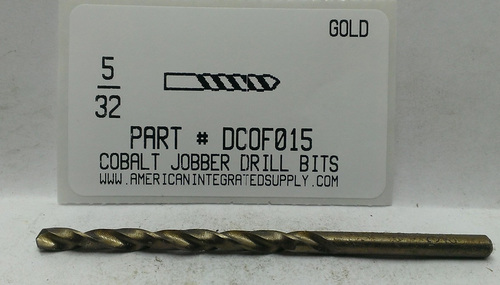 GOLD
5
32
PART # DCOF015
COBALT JOBBER DRILL BITS
WWW.AMERICANINTEGRATEDSUPPLY.COM